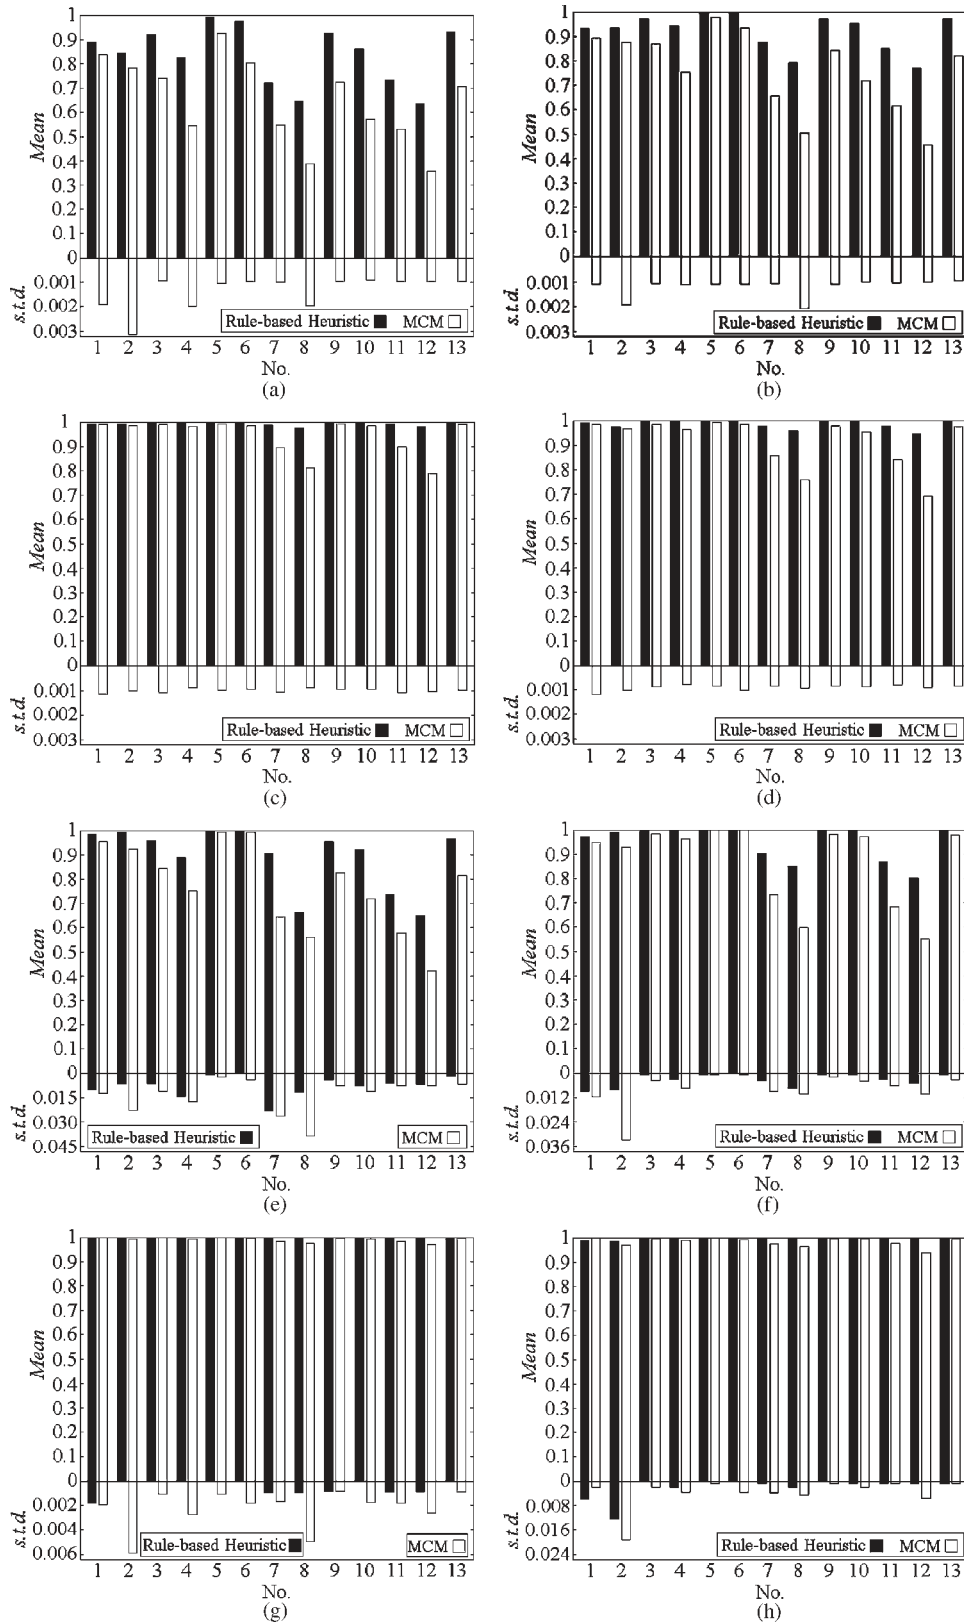 1
0.9
0.8
0.7
0.6
0.5
0.4
0.3
0.2
0.1
0
0.001
0.002
0.003
Mean
s.t.d.
Rule-based Heuristic MCM
1 2 3 4 5 6 7 8 9 10 11 12 13
No.
(a)
1
0.9
0.8
0.7
0.6
0.5
0.4
0.3
0.2
0.1
0
0.001
0.002
0.003
Mean
s.t.d.
Rule-based Heuristic MCM
1 2 3 4 5 6 7 8 9 10 11 12 13
No.
(b)
1
0.9
0.8
0.7
0.6
0.5
0.4
0.3
0.2
0.1
0
0.001
0.002
0.003
Mean
s.t.d.
Rule-based Heuristic MCM
1 2 3 4 5 6 7 8 9 10 11 12 13
No.
(c)
1
0.9
0.8
0.7
0.6
0.5
0.4
0.3
0.2
0.1
0
0.001
0.002
0.003
Mean
s.t.d.
Rule-based Heuristic MCM
1 2 3 4 5 6 7 8 9 10 11 12 13
No.
(d)
1
0.9
0.8
0.7
0.6
0.5
0.4
0.3
0.2
0.1
0
0.015
0.030
0.045
Mean
s.t.d.
Rule-based Heuristic MCM
1 2 3 4 5 6 7 8 9 10 11 12 13
No.
(e)
1
0.9
0.8
0.7
0.6
0.5
0.4
0.3
0.2
0.1
0
0.012
0.024
0.036
Mean
s.t.d.
Rule-based Heuristic MCM
1 2 3 4 5 6 7 8 9 10 11 12 13
No.
(f)
1
0.9
0.8
0.7
0.6
0.5
0.4
0.3
0.2
0.1
0
0.002
0.004
0.006
Mean
s.t.d.
Rule-based Heuristic MCM
1 2 3 4 5 6 7 8 9 10 11 12 13
No.
(g)
1
0.9
0.8
0.7
0.6
0.5
0.4
0.3
0.2
0.1
0
0.008
0.016
0.024
Mean
s.t.d.
Rule-based Heuristic MCM
1 2 3 4 5 6 7 8 9 10 11 12 13
No.
(h)